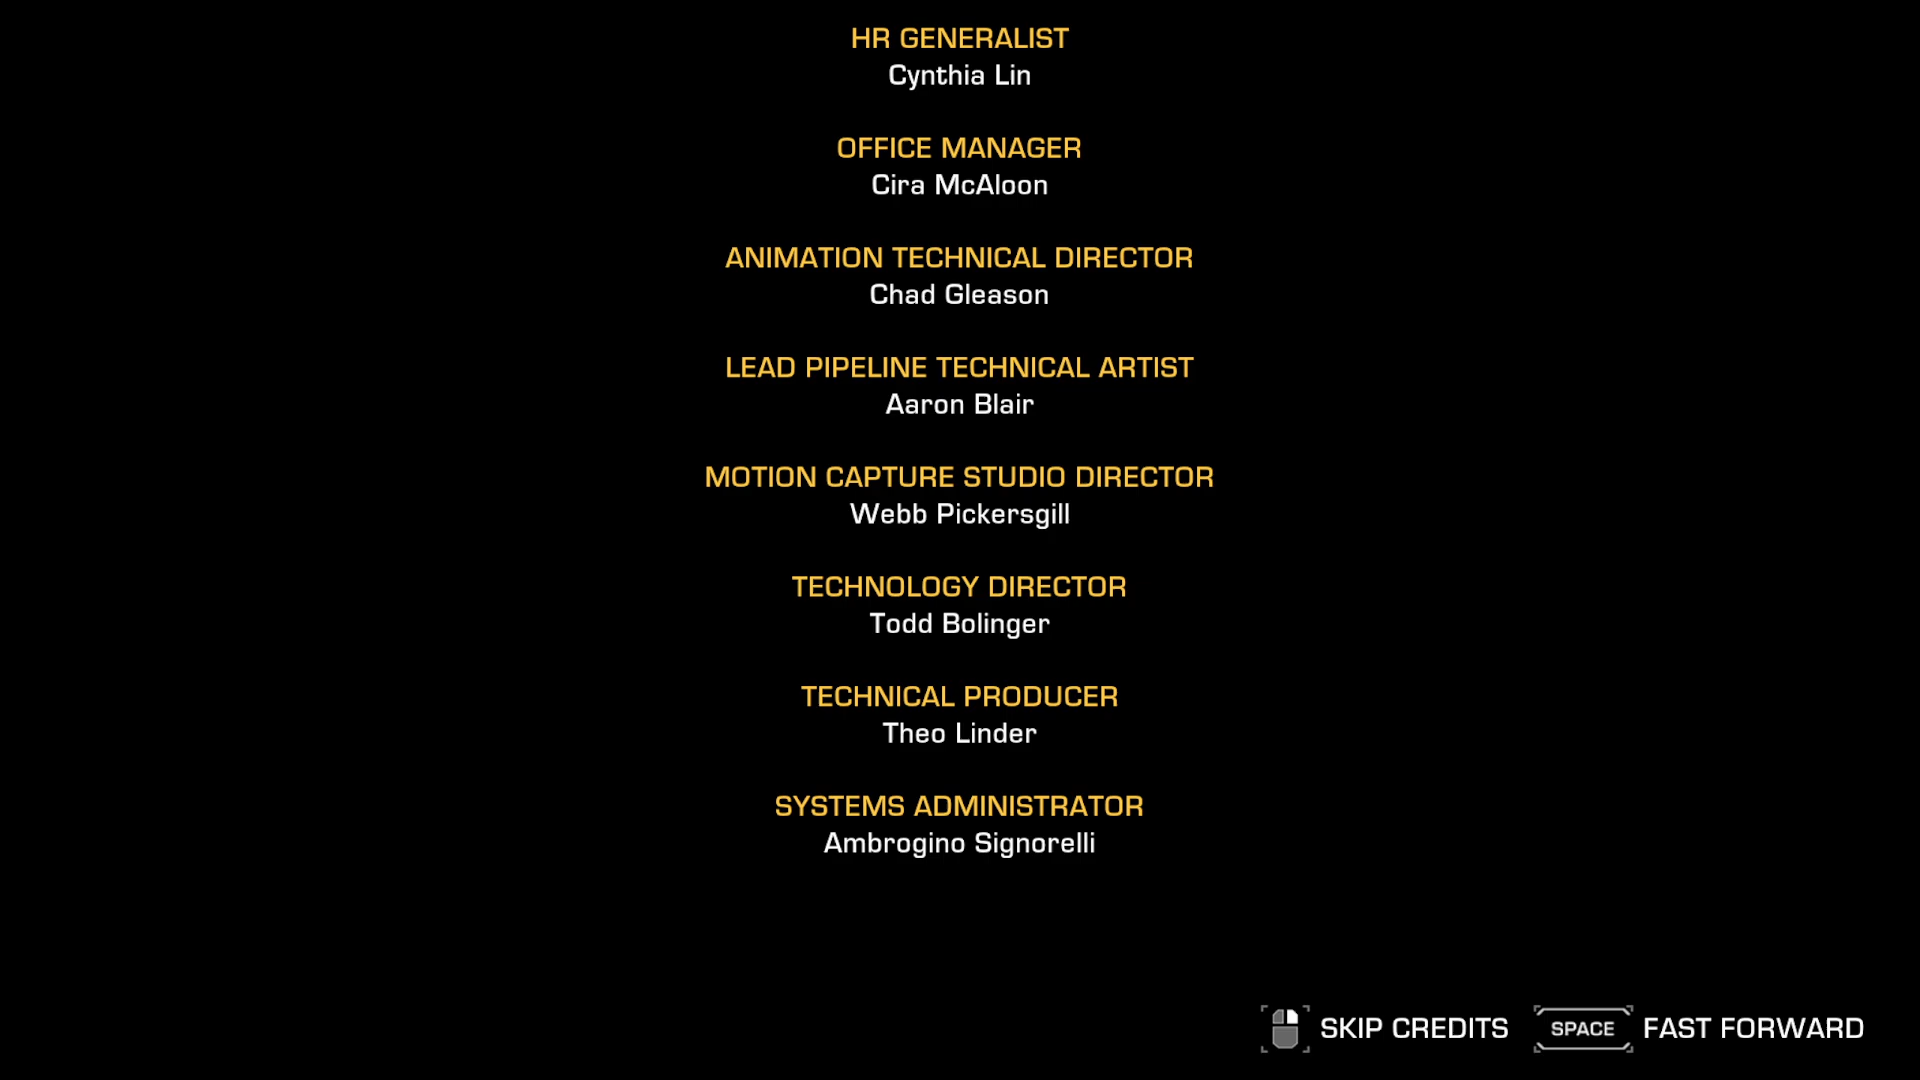 HR GENERALIST
Cynthia Lin
OFFICE MANAGER
Cira McAloon
ANIMATION TECHNICAL DIRECTOR
Chad Gleason
LEAD PIPELINE TECHNICAL ARTIST
Aaron Blair
MOTION CAPTURE STUDIO DIRECTOR
Webb Pickersgill
TECHNOLOGY DIRECTOR
Todd Bolinger
TECHNICAL PRODUCER
Theo Linder
SYSTEMS ADMINISTRATOR
Ambrogino Signorelli
SKIP CREDITS SPACE FAST FORWARD